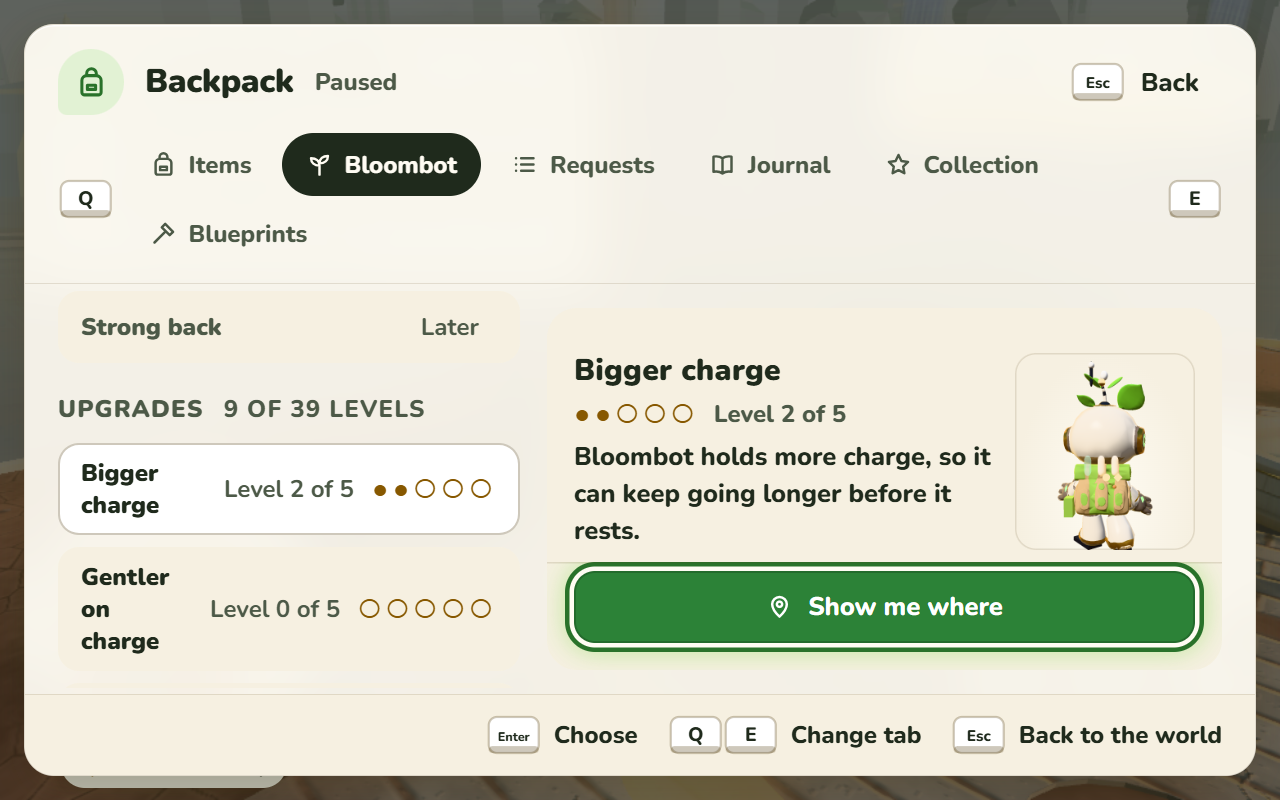 Backpack Paused
Esc Back
Items Bloombot Requests Journal Collection
Q
E
Blueprints
Strong back Later
UPGRADES 9 OF 39 LEVELS
Bigger
charge
Level 2 of 5
Gentler
on
charge
Level 0 of 5
Bigger charge
Level 2 of 5
Bloombot holds more charge, so it
can keep going longer before it
rests.
Show me where
Enter Choose Q E Change tab Esc Back to the world